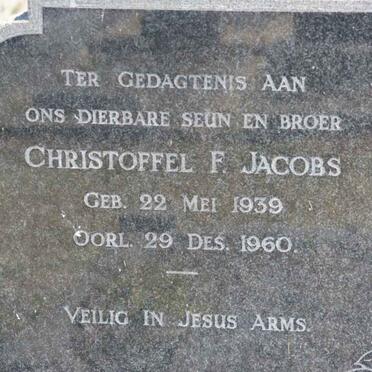 TER GEDAGTENIS AAN
ONS DIERBARE SEUN EN BROER
CHRISTOFFEL F. JACOBS
GEB. 22 MEI 1939
OORL. 29 DES. 1960.
VEILIG IN JESUS ARMS.